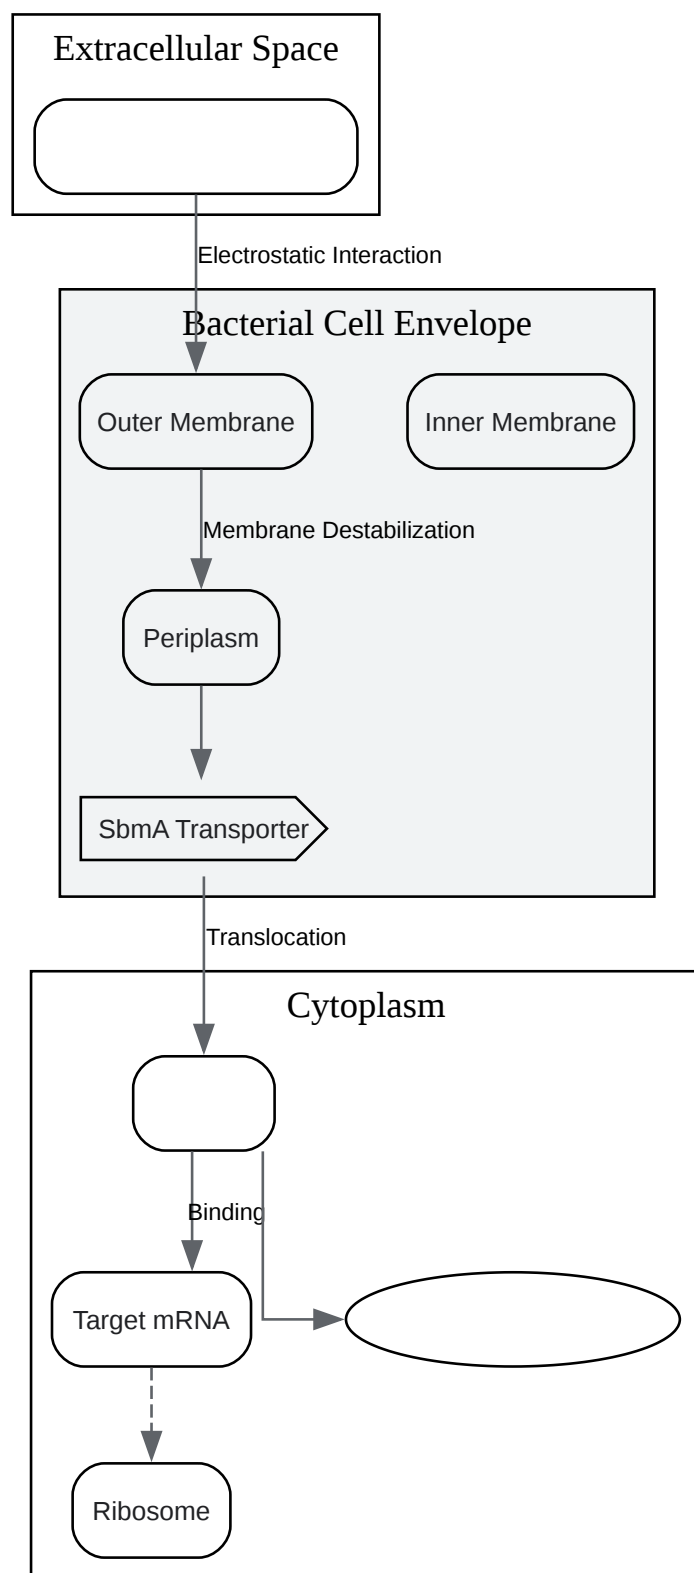 Extracellular Space
Electrostatic Interaction
Bacterial Cell Envelope
Outer Membrane
Inner Membrane
Membrane Destabilization
Periplasm
SbmA Transporter
Translocation
Cytoplasm
Binding
Target mRNA
Ribosome